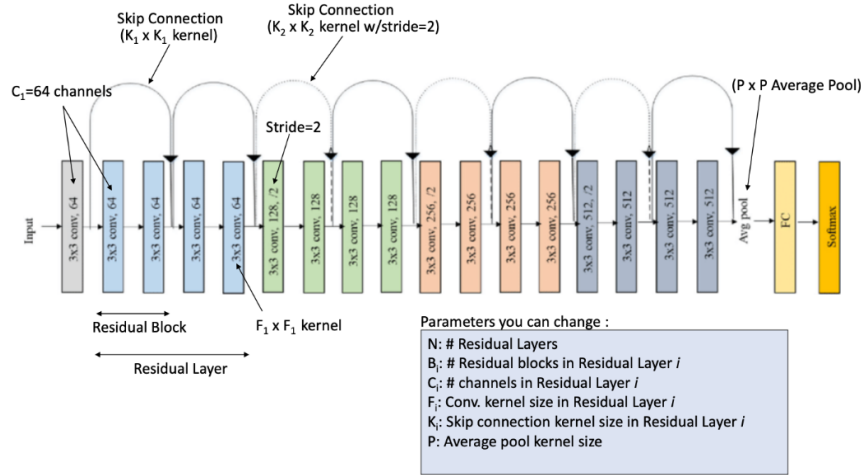 Skip Connection
(K₁ x K₁ kernel)
Skip Connection
(K₂ x K₂ kernel w/stride=2)
C₁=64 channels
(P x P Average Pool)
Stride=2
Input
3x3 conv, 64
3x3 conv, 64
3x3 conv, 64
3x3 conv, 64
3x3 conv, 64
3x3 conv, 128, /2
3x3 conv, 128
3x3 conv, 128
3x3 conv, 128
3x3 conv, 256, /2
3x3 conv, 256
3x3 conv, 256
3x3 conv, 256
3x3 conv, 512, /2
3x3 conv, 512
3x3 conv, 512
3x3 conv, 512
Avg pool
FC
Softmax
Residual Block
F₁ x F₁ kernel
Residual Layer
Parameters you can change :
N: # Residual Layers
Bᵢ: # Residual blocks in Residual Layer i
Cᵢ: # channels in Residual Layer i
Fᵢ: Conv. kernel size in Residual Layer i
Kᵢ: Skip connection kernel size in Residual Layer i
P: Average pool kernel size